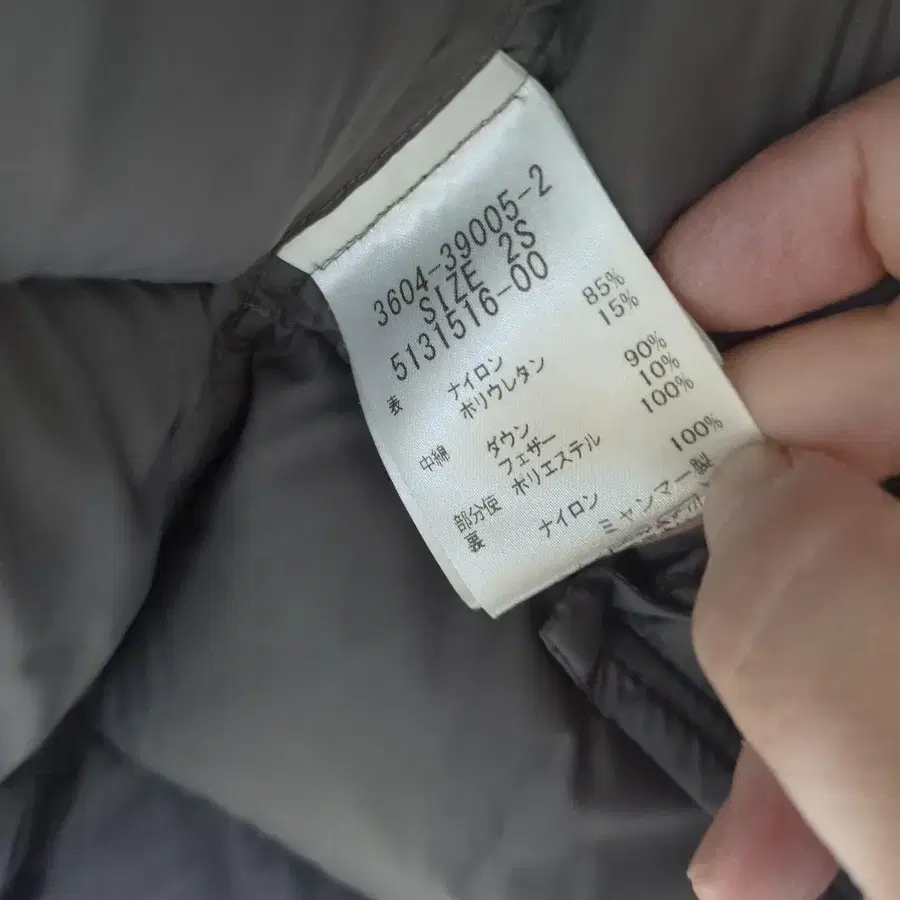 3604-39005-2
SIZE 2S
5131516-00
表 ナイロン 85%
ポリウレタン 15%
中綿 ダウン 90%
フェザー 10%
部分使 ポリエステル 100%
裏 ナイロン 100%
ミャンマー製